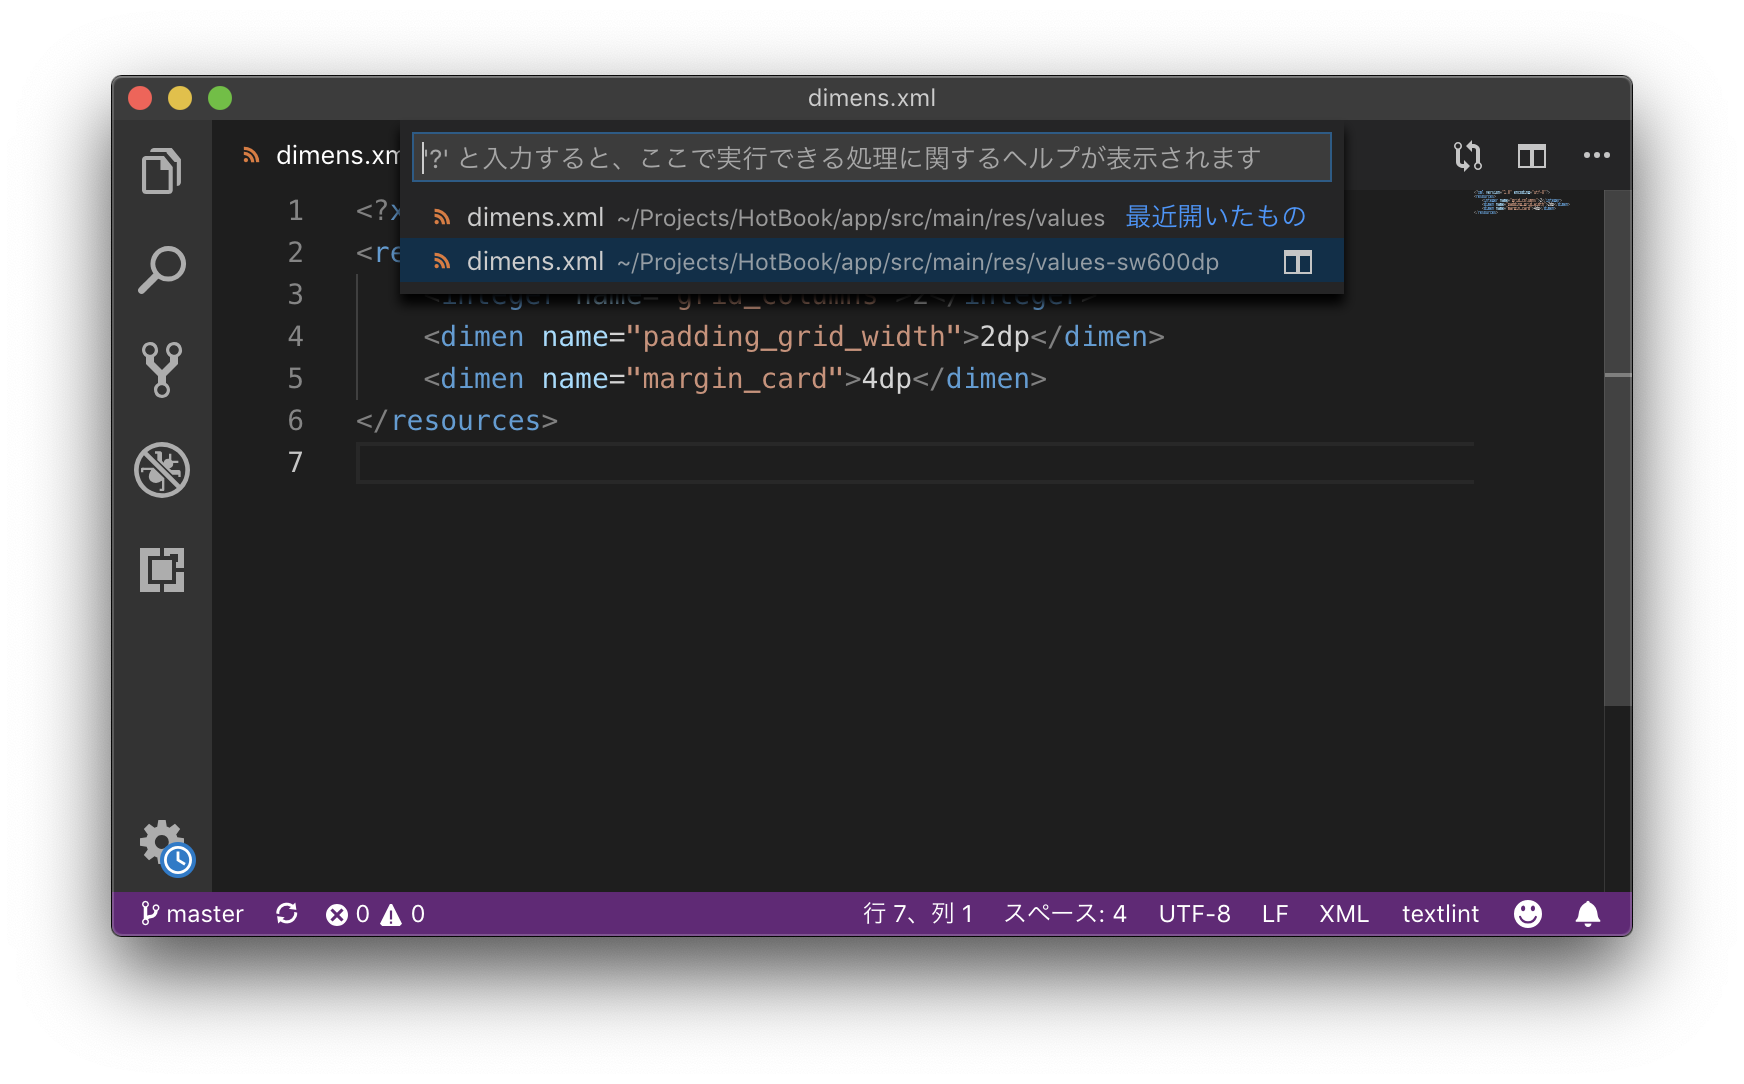 dimens.xml
dimens.xm
'?' と入力すると、ここで実行できる処理に関するヘルプが表示されます
dimens.xml ~/Projects/HotBook/app/src/main/res/values 最近開いたもの
dimens.xml ~/Projects/HotBook/app/src/main/res/values-sw600dp
1 <?x
2 <re
3 <integer name="grid_columns">2</integer>
4 <dimen name="padding_grid_width">2dp</dimen>
5 <dimen name="margin_card">4dp</dimen>
6 </resources>
7
master 0 0 行 7、列 1 スペース: 4 UTF-8 LF XML textlint